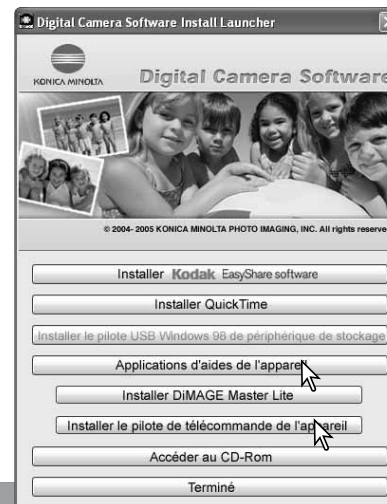 Digital Camera Software Install Launcher
KONICA MINOLTA
Digital Camera Software
© 2004- 2005 KONICA MINOLTA PHOTO IMAGING, INC. All rights reserve
Installer Kodak EasyShare software
Installer QuickTime
Installer le pilote USB Windows 98 de périphérique de stockage
Applications d'aides de l'appareil
Installer DiMAGE Master Lite
Installer le pilote de télécommande de l'appareil
Accéder au CD-Rom
Terminé